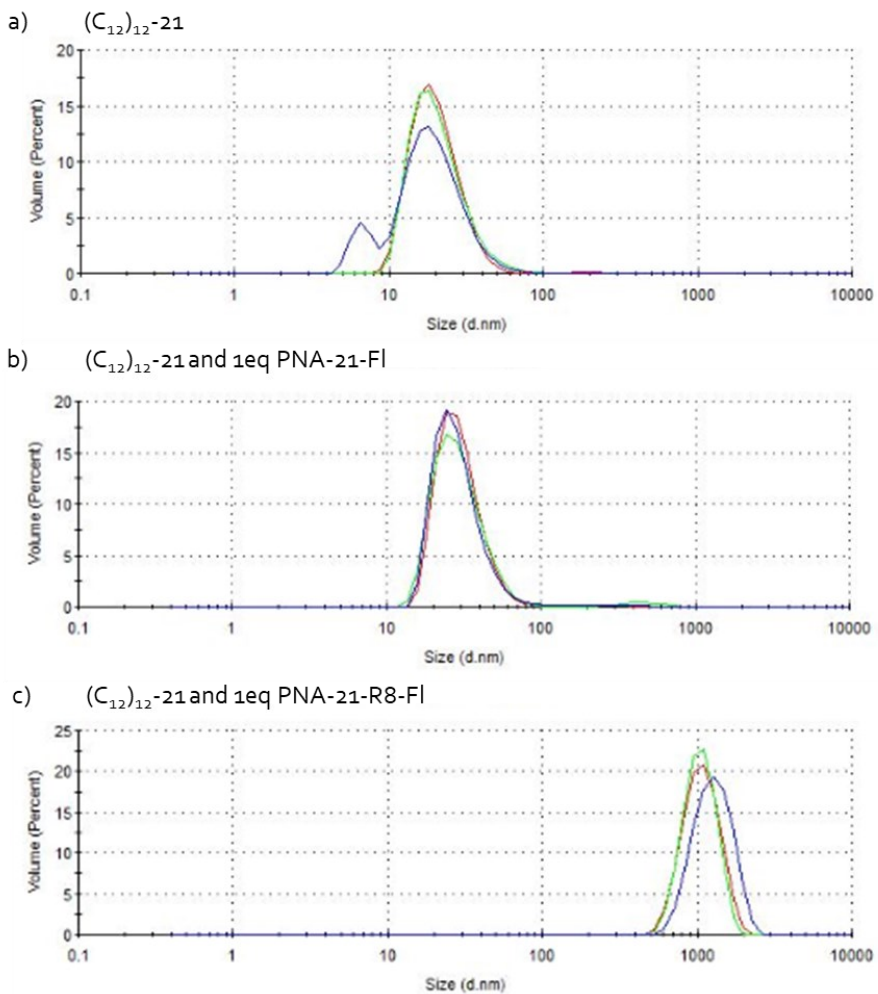 a) (C₁₂)₁₂-21
20
15
10
5
0
Volume (Percent)
0.1 1 10 100 1000 10000
Size (d.nm)
b) (C₁₂)₁₂-21 and 1eq PNA-21-Fl
20
15
10
5
0
Volume (Percent)
0.1 1 10 100 1000 10000
Size (d.nm)
c) (C₁₂)₁₂-21 and 1eq PNA-21-R8-Fl
25
20
15
10
5
0
Volume (Percent)
0.1 1 10 100 1000 10000
Size (d.nm)